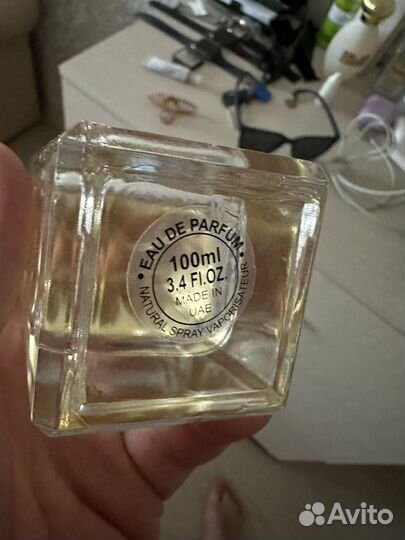 • EAU DE PARFUM •
100ml
3.4 Fl.OZ.
MADE IN
UAE
NATURAL SPRAY-VAPORISATEUR
Avito